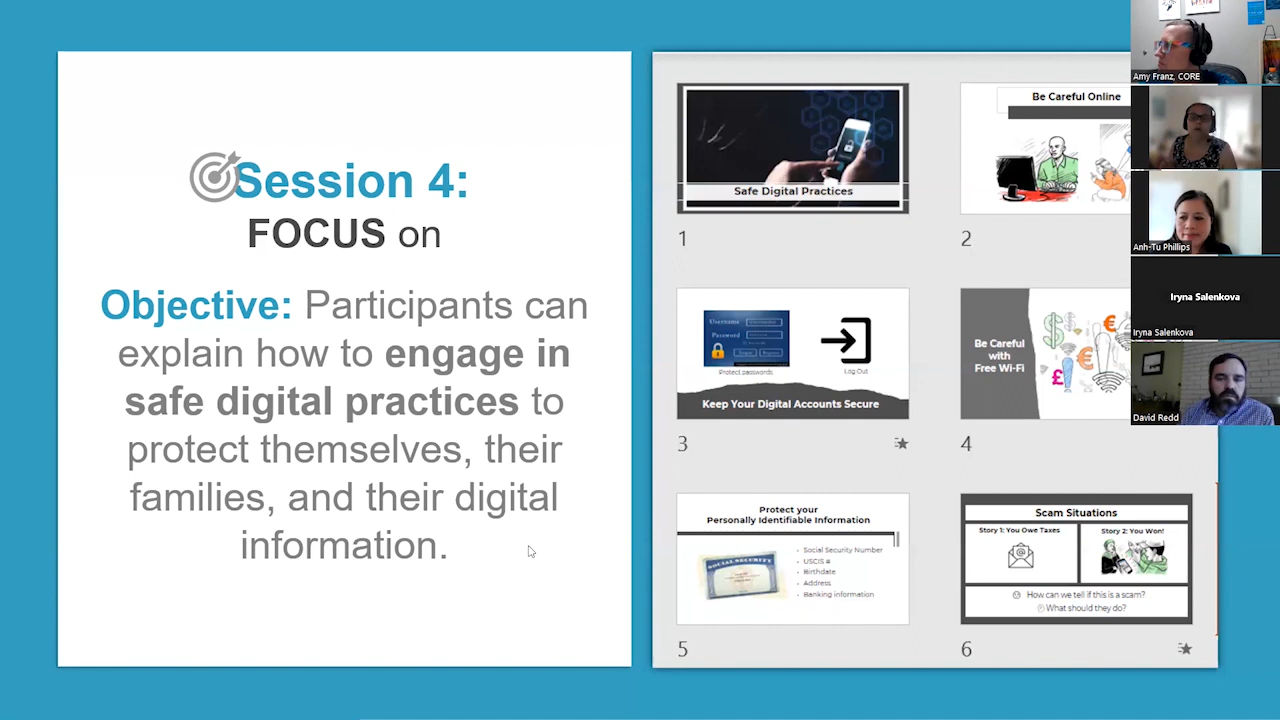 Session 4:
FOCUS on
Objective: Participants can
explain how to engage in
safe digital practices to
protect themselves, their
families, and their digital
information.
Safe Digital Practices
1
Be Careful Online
2
Username
Password
Protect passwords
Log Out
Keep Your Digital Accounts Secure
3
Be Careful
with
Free Wi-Fi
4
Protect your
Personally Identifiable Information
SOCIAL SECURITY
Social Security Number
USCIS #
Birthdate
Address
Banking information
5
Scam Situations
Story 1: You Owe Taxes
Story 2: You Won!
How can we tell if this is a scam?
What should they do?
6
Amy Franz, CORE
Anh-Tu Phillips
Iryna Salenkova
Iryna Salenkova
David Redd